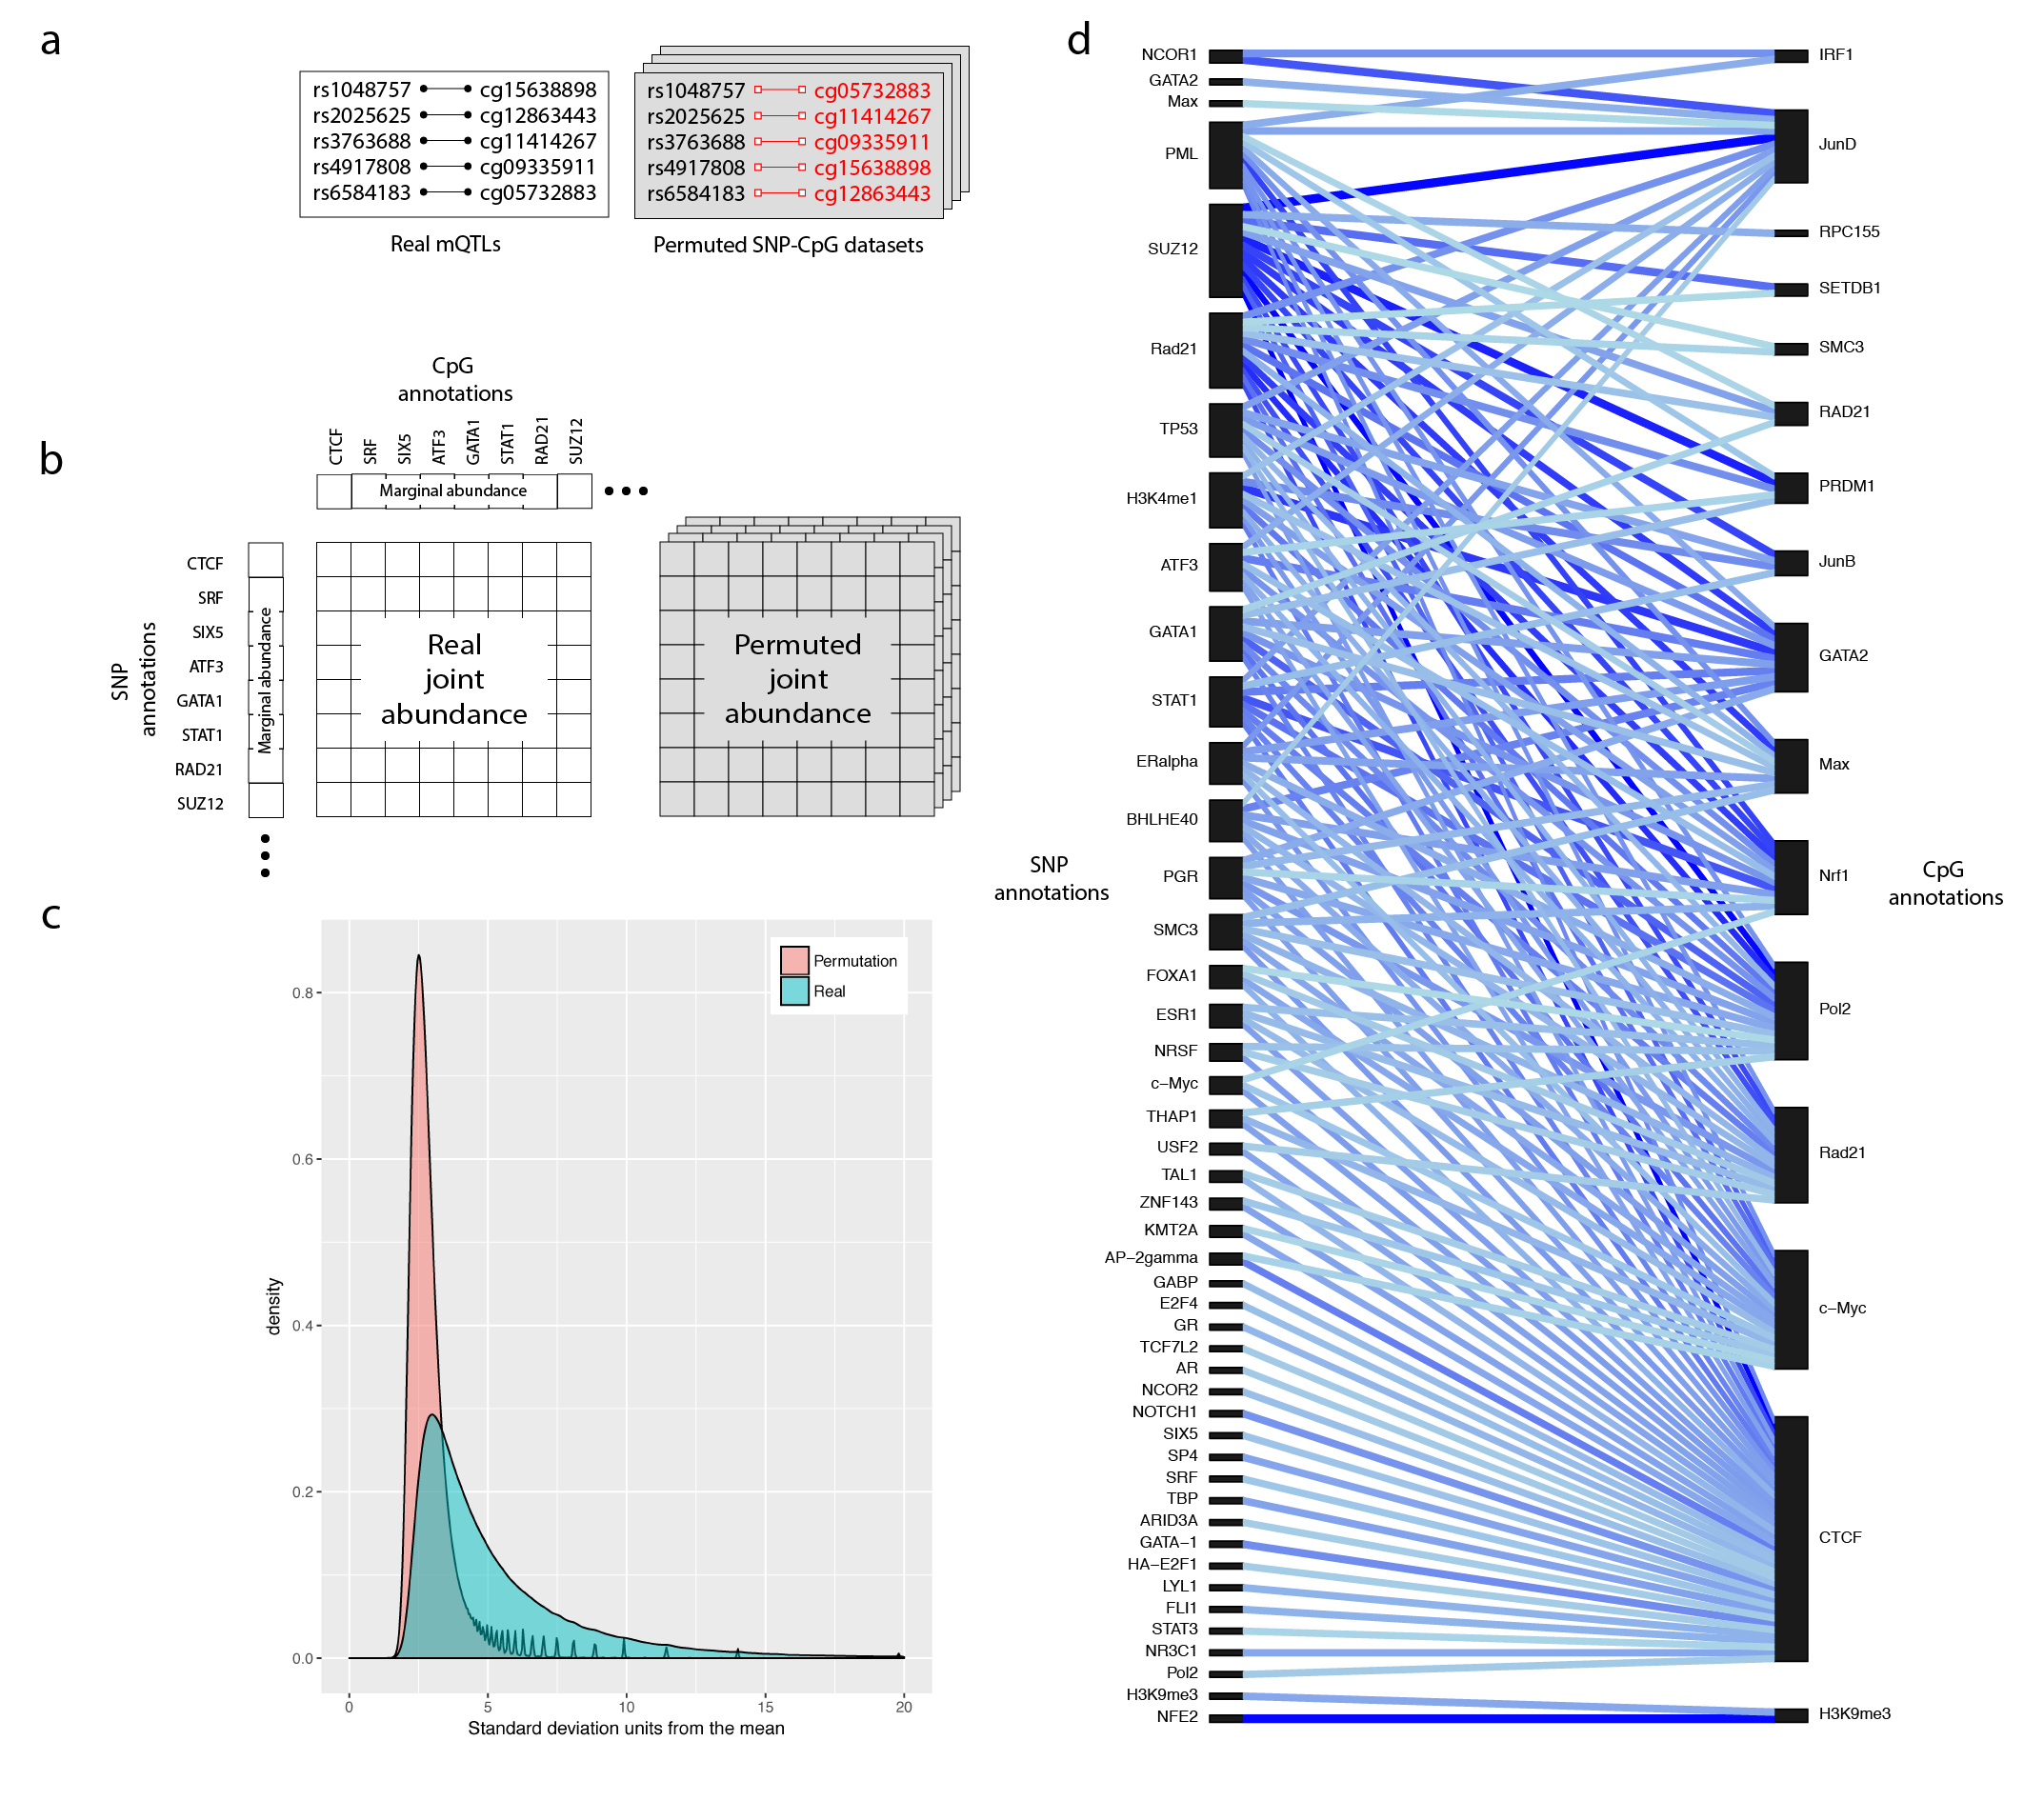 a
rs1048757 cg15638898
rs2025625 cg12863443
rs3763688 cg11414267
rs4917808 cg09335911
rs6584183 cg05732883
Real mQTLs
rs1048757 cg05732883
rs2025625 cg11414267
rs3763688 cg09335911
rs4917808 cg15638898
rs6584183 cg12863443
Permuted SNP-CpG datasets
b
CpG
annotations
CTCF
SRF
SIX5
ATF3
GATA1
STAT1
RAD21
SUZ12
Marginal abundance
SNP
annotations
CTCF
SRF
SIX5
ATF3
GATA1
STAT1
RAD21
SUZ12
Marginal abundance
Real
joint
abundance
Permuted
joint
abundance
c
Permutation
Real
density
0.8
0.6
0.4
0.2
0.0
0 5 10 15 20
Standard deviation units from the mean
d
SNP
annotations
NCOR1
GATA2
Max
PML
SUZ12
Rad21
TP53
H3K4me1
ATF3
GATA1
STAT1
ERalpha
BHLHE40
PGR
SMC3
FOXA1
ESR1
NRSF
c−Myc
THAP1
USF2
TAL1
ZNF143
KMT2A
AP−2gamma
GABP
E2F4
GR
TCF7L2
AR
NCOR2
NOTCH1
SIX5
SP4
SRF
TBP
ARID3A
GATA−1
HA−E2F1
LYL1
FLI1
STAT3
NR3C1
Pol2
H3K9me3
NFE2
IRF1
JunD
RPC155
SETDB1
SMC3
RAD21
PRDM1
JunB
GATA2
Max
Nrf1
Pol2
Rad21
c−Myc
CTCF
H3K9me3
CpG
annotations